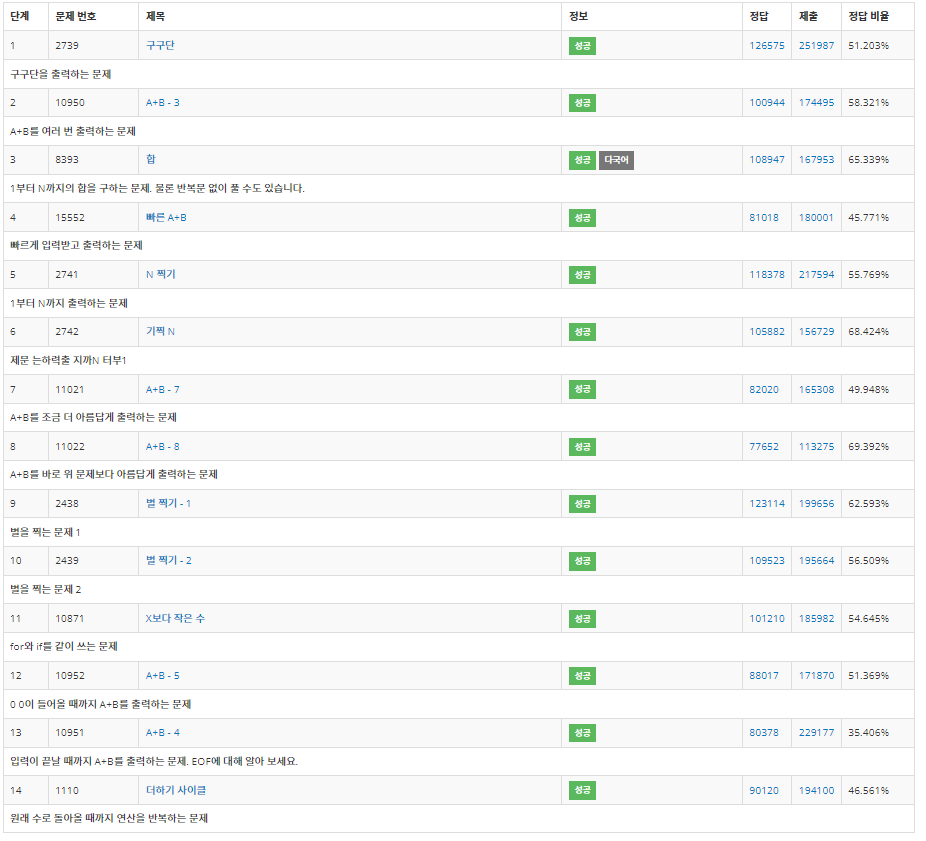 단계 문제 번호 제목 정보 정답 제출 정답 비율
1 2739 구구단 성공 126575 251987 51.203%
구구단을 출력하는 문제
2 10950 A+B - 3 성공 100944 174495 58.321%
A+B를 여러 번 출력하는 문제
3 8393 합 성공 다국어 108947 167953 65.339%
1부터 N까지의 합을 구하는 문제. 물론 반복문 없이 풀 수도 있습니다.
4 15552 빠른 A+B 성공 81018 180001 45.771%
빠르게 입력받고 출력하는 문제
5 2741 N 찍기 성공 118378 217594 55.769%
1부터 N까지 출력하는 문제
6 2742 기찍 N 성공 105882 156729 68.424%
제문 는하력출 지까N 터부1
7 11021 A+B - 7 성공 82020 165308 49.948%
A+B를 조금 더 아름답게 출력하는 문제
8 11022 A+B - 8 성공 77652 113275 69.392%
A+B를 바로 위 문제보다 아름답게 출력하는 문제
9 2438 별 찍기 - 1 성공 123114 199656 62.593%
별을 찍는 문제 1
10 2439 별 찍기 - 2 성공 109523 195664 56.509%
별을 찍는 문제 2
11 10871 X보다 작은 수 성공 101210 185982 54.645%
for와 if를 같이 쓰는 문제
12 10952 A+B - 5 성공 88017 171870 51.369%
0 0이 들어올 때까지 A+B를 출력하는 문제
13 10951 A+B - 4 성공 80378 229177 35.406%
입력이 끝날 때까지 A+B를 출력하는 문제. EOF에 대해 알아 보세요.
14 1110 더하기 사이클 성공 90120 194100 46.561%
원래 수로 돌아올 때까지 연산을 반복하는 문제